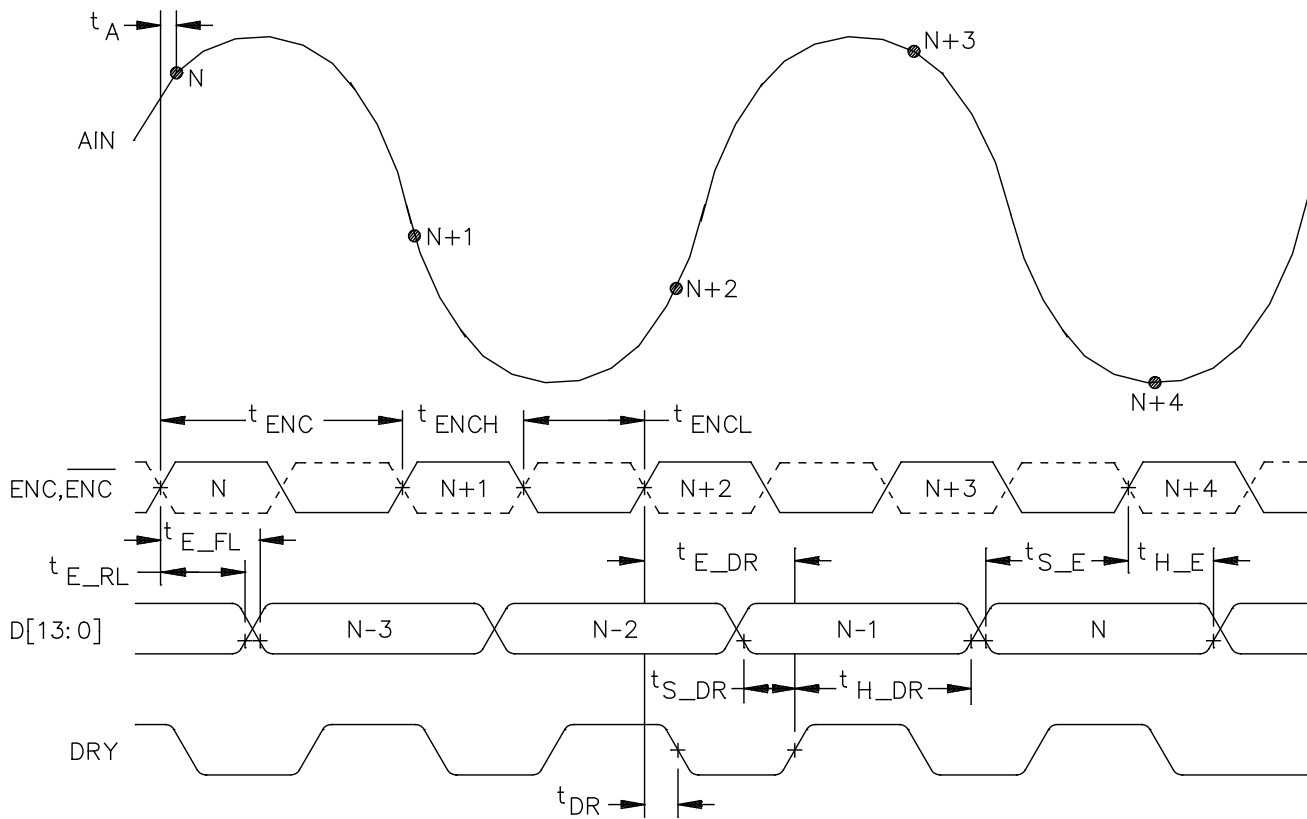 t A
N
N+3
AIN
N+1
N+2
N+4
t ENC
t ENCH
t ENCL
ENC,E̅N̅C̅
N
N+1
N+2
N+3
N+4
t E_FL
t E_DR
t S_E
t H_E
t E_RL
D[13:0]
N-3
N-2
N-1
N
t S_DR
t H_DR
DRY
t DR